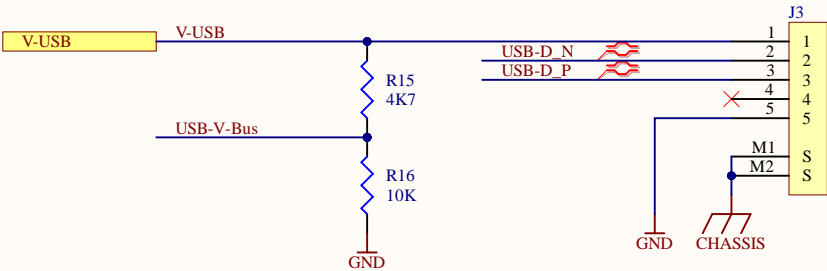 J3
V-USB
V-USB
1
1
USB-D_N
2
2
USB-D_P
3
3
R15
4K7
4
4
5
5
USB-V-Bus
M1
S
M2
S
R16
10K
GND
CHASSIS
GND